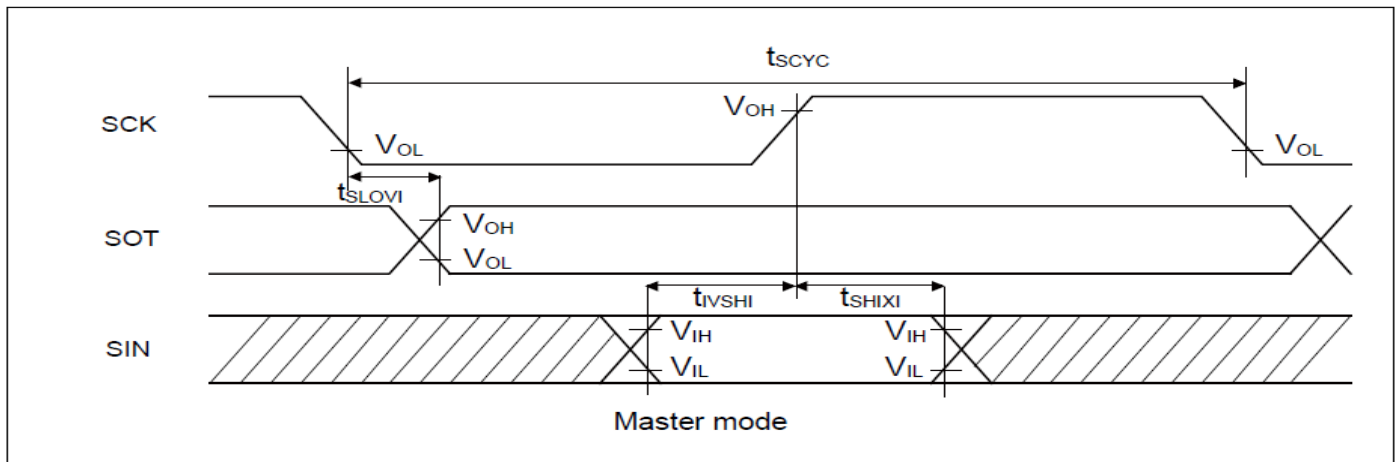 tSCYC
SCK
VOH
VOL
VOL
tSLOVI
SOT
VOH
VOL
tIVSHI
tSHIXI
SIN
VIH
VIH
VIL
VIL
Master mode